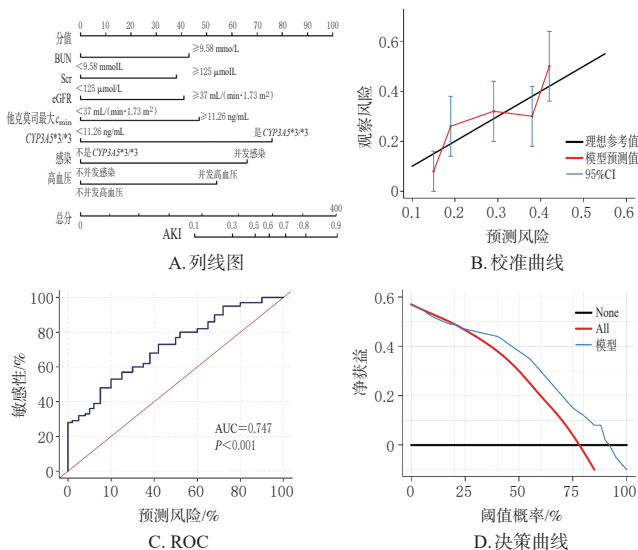 0 10 20 30 40 50 60 70 80 90 100
分值
BUN
≥9.58 mmo/L
<9.58 mmoIL
Scr
≥125 μmoIL
<125 μmol/L
eGFR
≥37 mL/(min·1.73 m²)
<37 mL/(min·1.73 m²)
他克莫司最大cmin
≥11.26 ng/mL
<11.26 ng/mL
CYP3A5*3/*3
是CYP3A5*3/*3
不是CYP3A5*3/*3
感染
并发感染
不并发感染
高血压
并发高血压
不并发高血压
总分
0 400
AKI
0.1 0.3 0.5 0.6 0.7 0.8 0.9
A.列线图
观察风险
0.6
0.4
0.2
0
0.1 0.2 0.3 0.4 0.5 0.6
理想参考值
模型预测值
95%CI
预测风险
B.校准曲线
敏感性/%
100
80
60
40
20
0
0 20 40 60 80 100
AUC=0.747
P<0.001
预测风险/%
C. ROC
净获益
0.6
0.4
0.2
0
0 25 50 75 100
None
All
模型
阈值概率/%
D.决策曲线